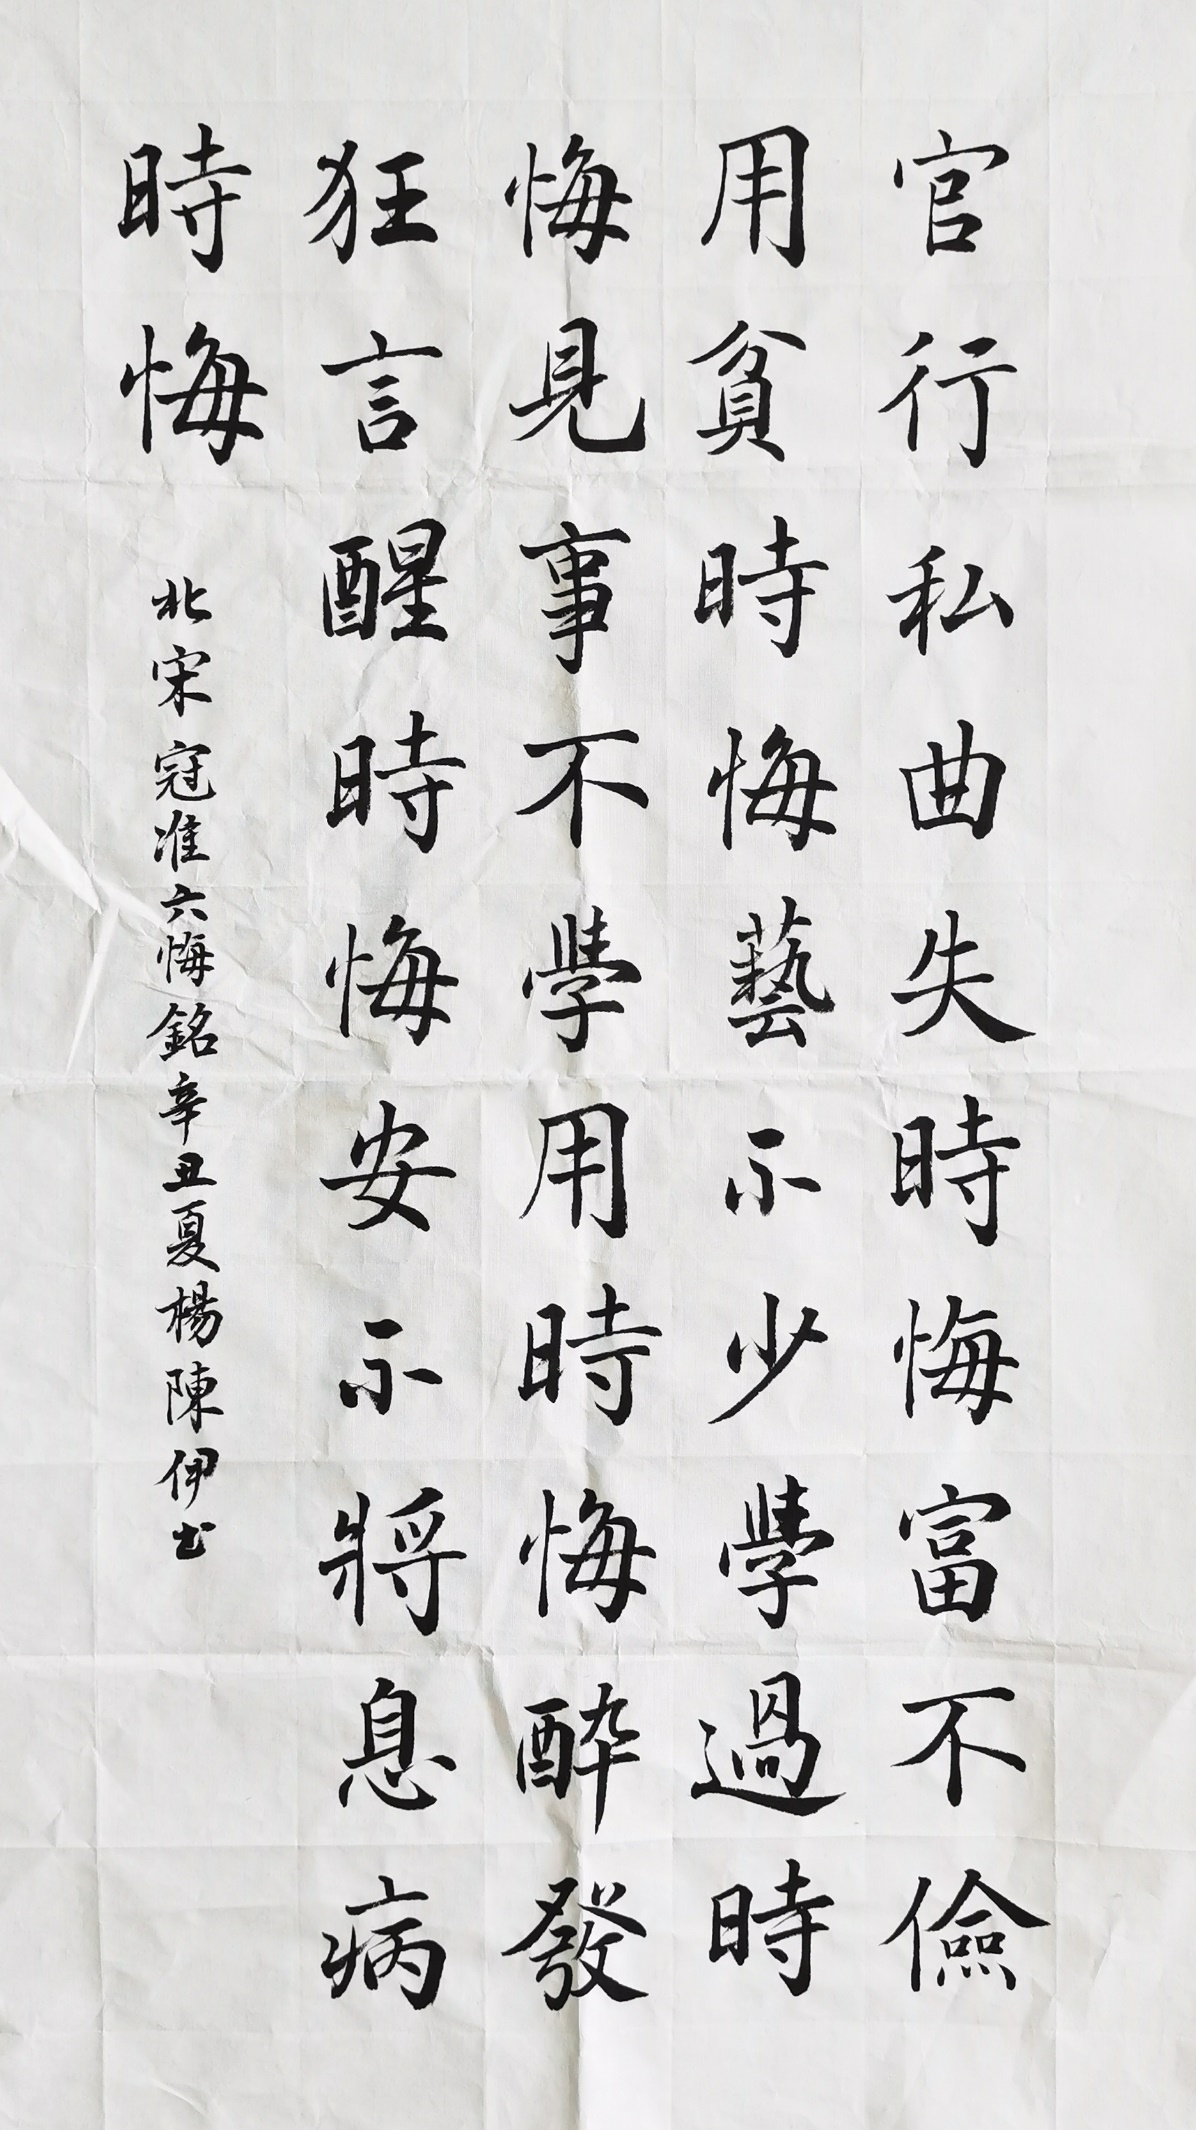 官行私曲失時悔富不儉
用貧時悔藝不少學過時
悔見事不學用時悔醉發
狂言醒時悔安不將息病
時悔
北宋寇准六悔銘辛丑夏楊陳伊书